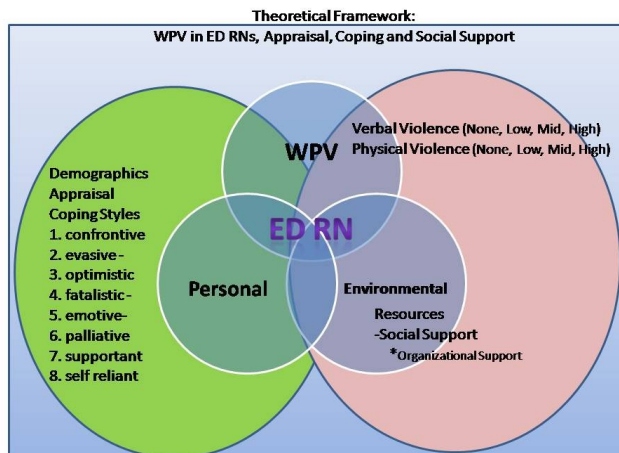 Theoretical Framework:
WPV in ED RNs, Appraisal, Coping and Social Support
Verbal Violence (None, Low, Mid, High)
WPV
Physical Violence (None, Low, Mid, High)
Demographics
Appraisal
Coping Styles
1. confrontive
2. evasive-
3. optimistic
4. fatalistic-
5. emotive-
6. palliative
7. supportant
8. self reliant
ED RN
Personal
Environmental
Resources
-Social Support
*Organizational Support